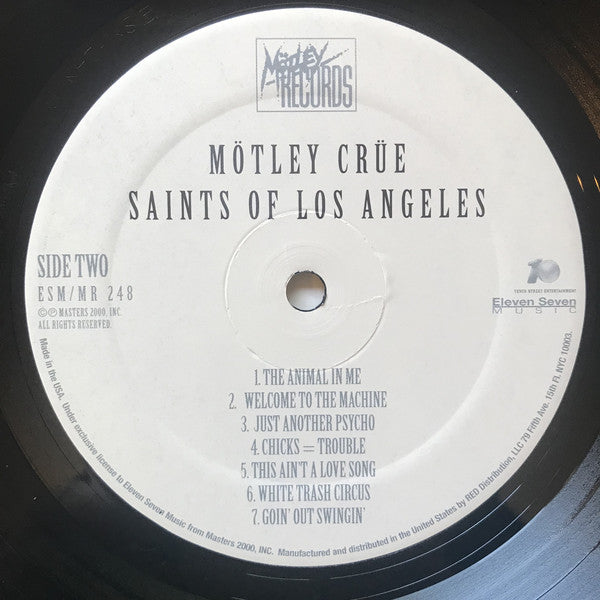 MÖTLEY
RECORDS
MÖTLEY CRÜE
SAINTS OF LOS ANGELES
SIDE TWO
ESM/MR 248
©℗ MASTERS 2000, INC.
ALL RIGHTS RESERVED.
10
TENTH STREET ENTERTAINMENT
Eleven Seven
MUSIC
1. THE ANIMAL IN ME
2. WELCOME TO THE MACHINE
3. JUST ANOTHER PSYCHO
4. CHICKS = TROUBLE
5. THIS AIN'T A LOVE SONG
6. WHITE TRASH CIRCUS
7. GOIN' OUT SWINGIN'
Made in the USA. Under exclusive license to Eleven Seven Music from Masters 2000, INC. Manufactured and distributed in the United States by RED Distribution, LLC 79 Fifth Ave. 15th Fl. NYC 10003.